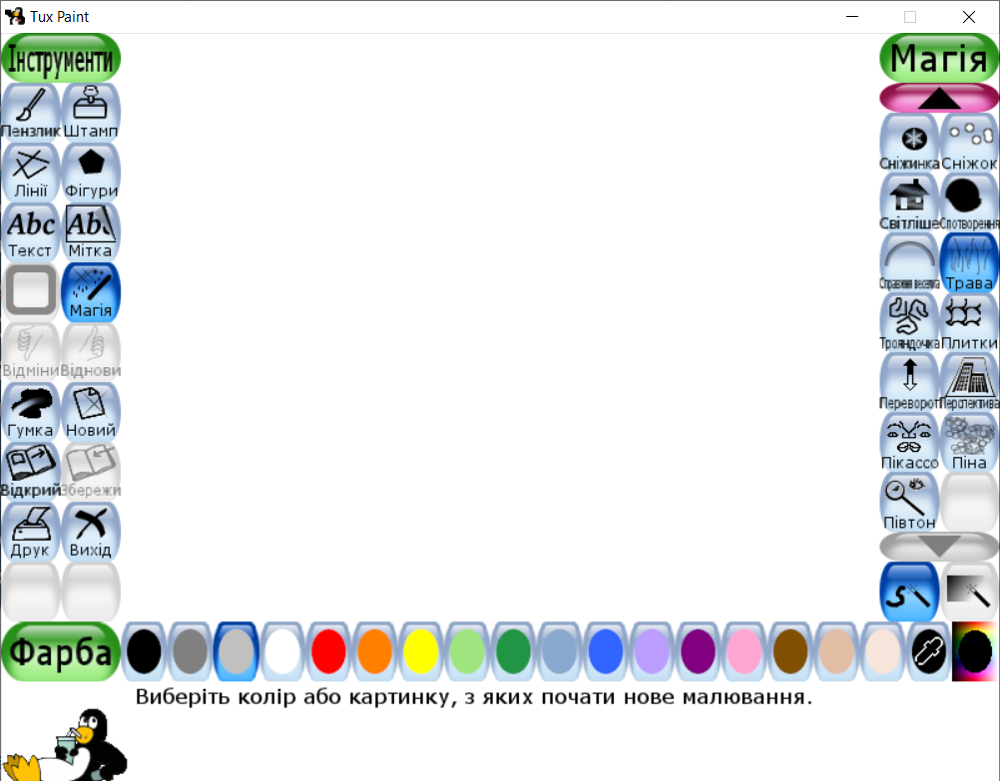 Tux Paint
Інструменти
Магія
Пензлик Штамп
Лінії Фігури
Abc Abc
Текст Мітка
Магія
Відміни Віднови
Гумка Новий
Відкрий Збережи
Друк Вихід
Сніжинка Сніжок
Світліше Спотворення
Справжня веселка Трава
Трояндочка Плитки
Переворот Перспектива
Пікассо Піна
Півтон
Фарба
Виберіть колір або картинку, з яких почати нове малювання.